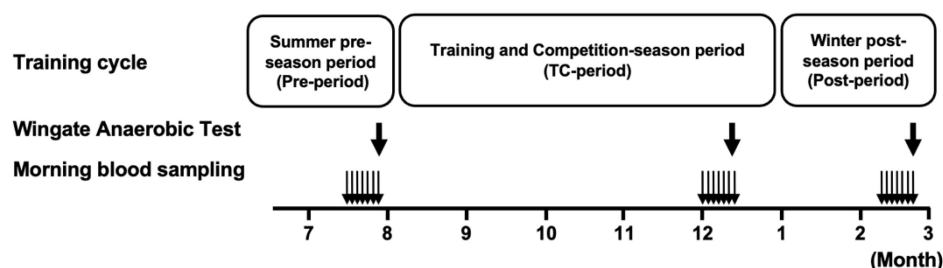 Training cycle
Summer pre-
season period
(Pre-period)
Training and Competition-season period
(TC-period)
Winter post-
season period
(Post-period)
Wingate Anaerobic Test
Morning blood sampling
7 8 9 10 11 12 1 2 3
(Month)